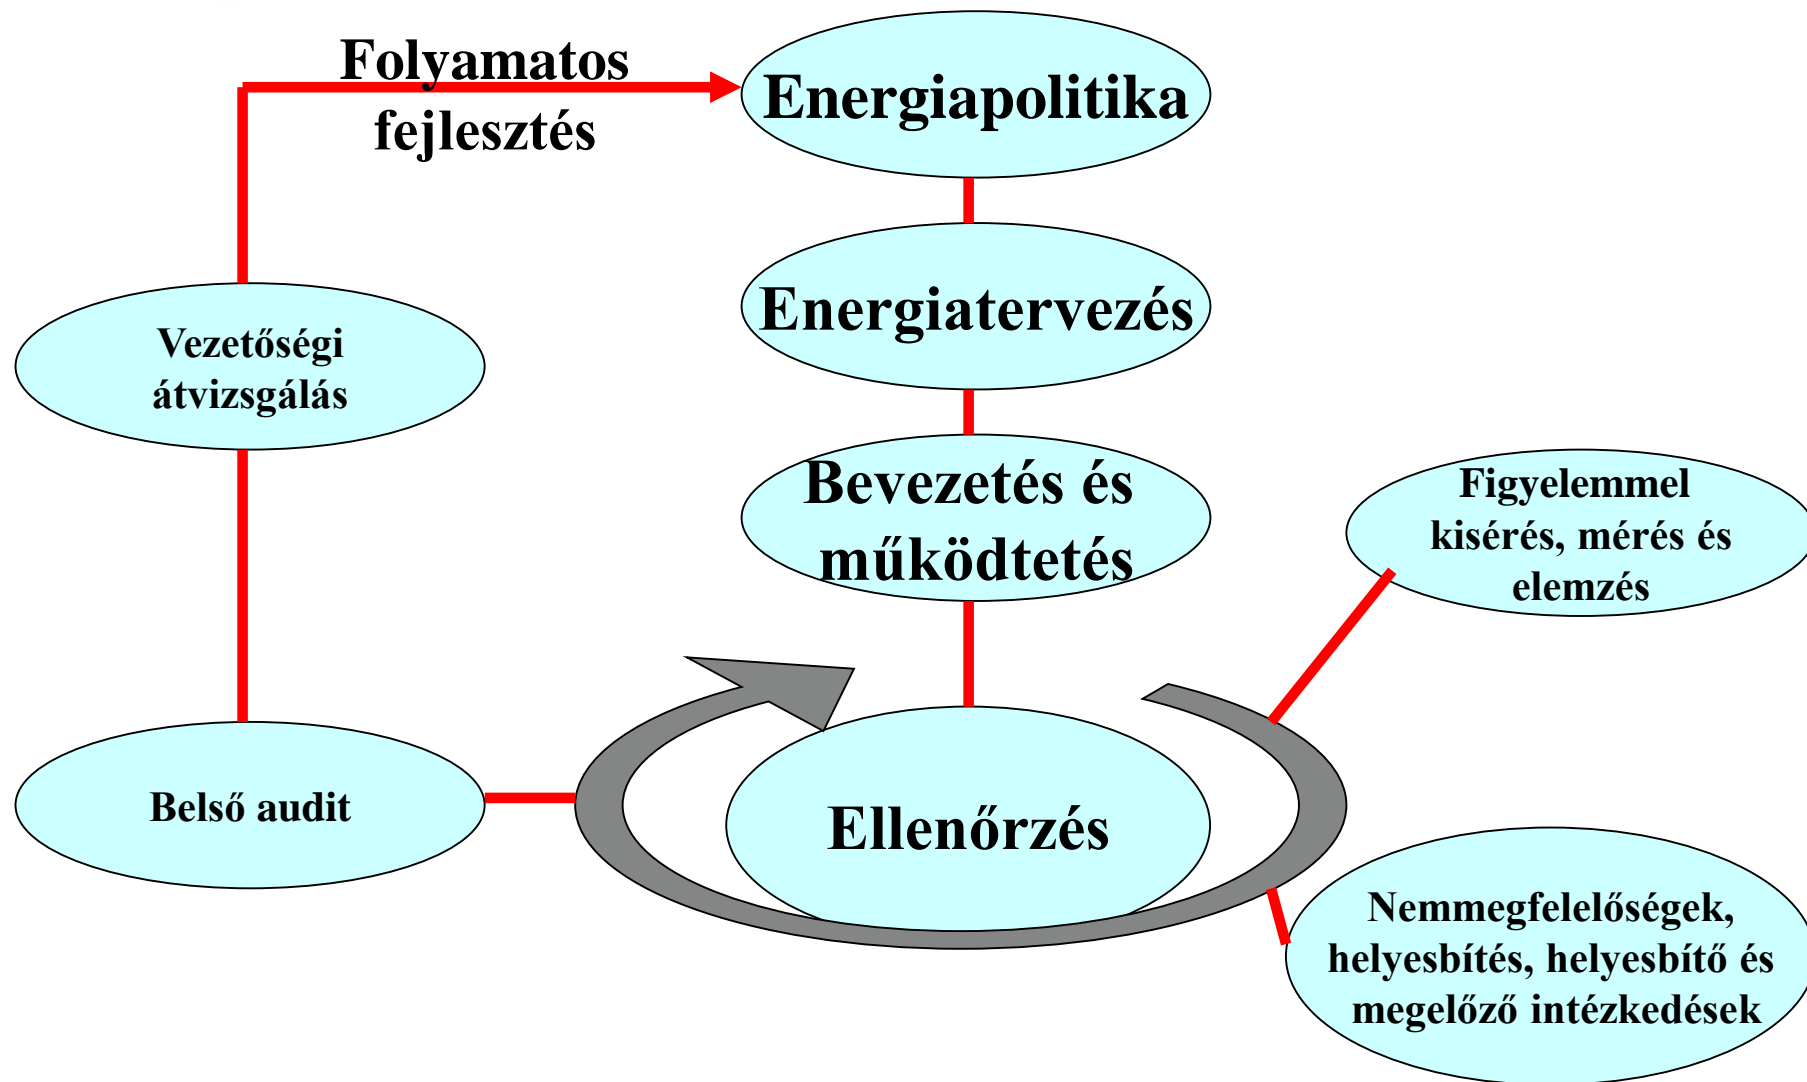 Folyamatos
fejlesztés
Energiapolitika
Energiatervezés
Vezetőségi
átvizsgálás
Bevezetés és
működtetés
Figyelemmel
kisérés, mérés és
elemzés
Belső audit
Ellenőrzés
Nemmegfelelőségek,
helyesbítés, helyesbítő és
megelőző intézkedések